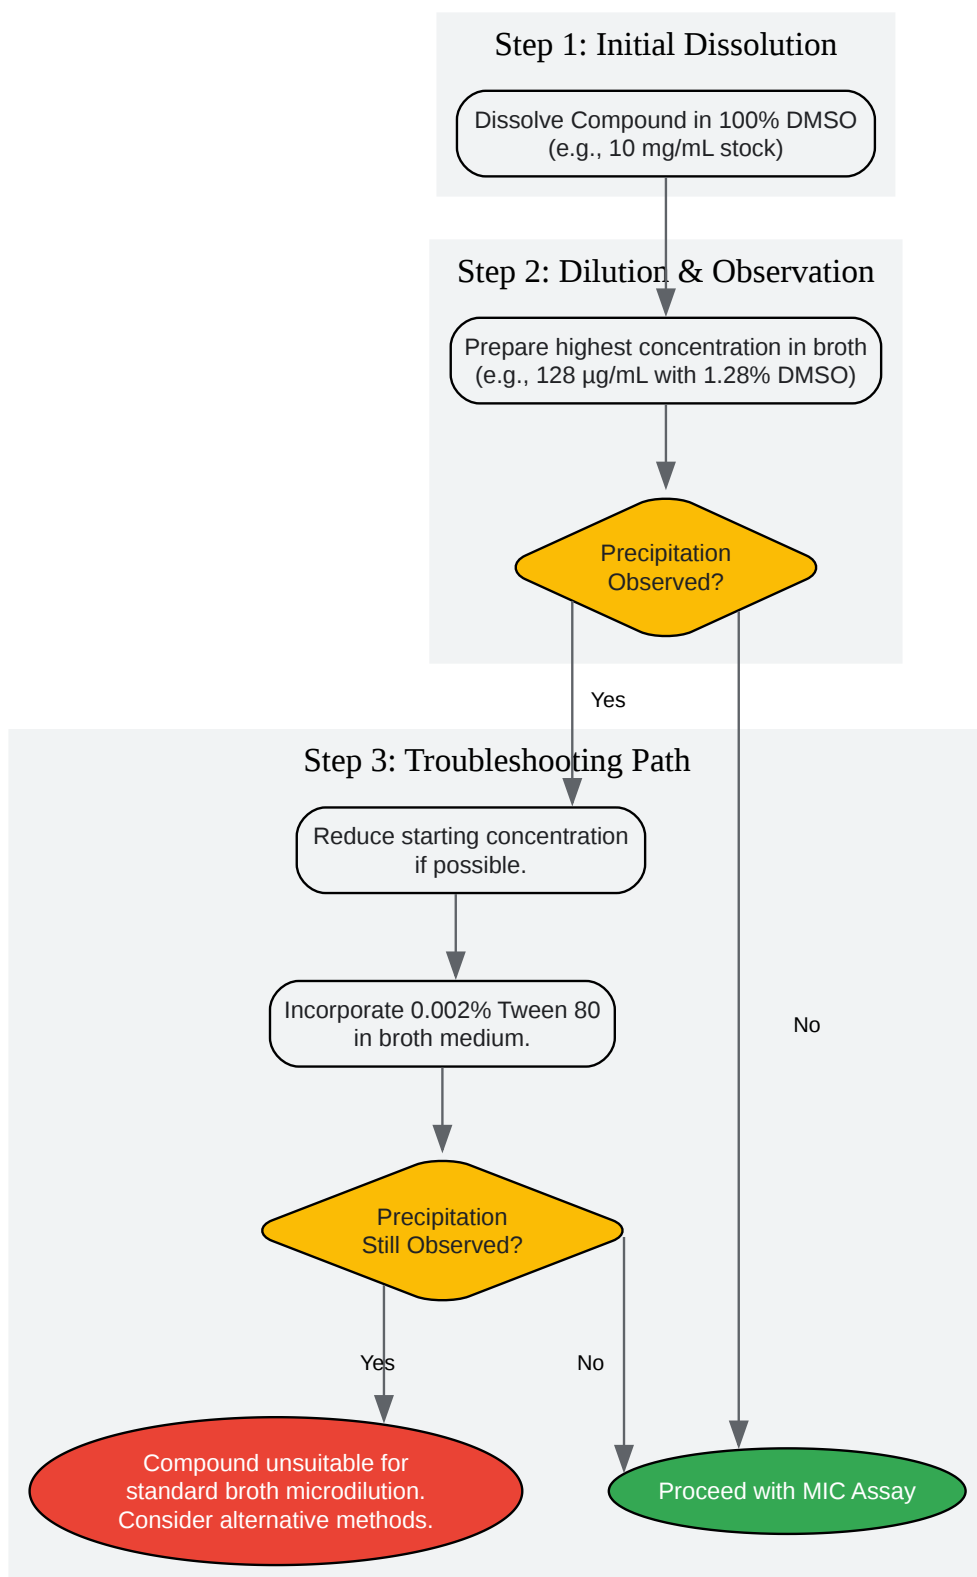 Step 1: Initial Dissolution
Dissolve Compound in 100% DMSO
(e.g., 10 mg/mL stock)
Step 2: Dilution & Observation
Prepare highest concentration in broth
(e.g., 128 µg/mL with 1.28% DMSO)
Precipitation
Observed?
Yes
Step 3: Troubleshooting Path
Reduce starting concentration
if possible.
Incorporate 0.002% Tween 80
in broth medium.
No
Precipitation
Still Observed?
Yes
No
Compound unsuitable for
standard broth microdilution.
Consider alternative methods.
Proceed with MIC Assay